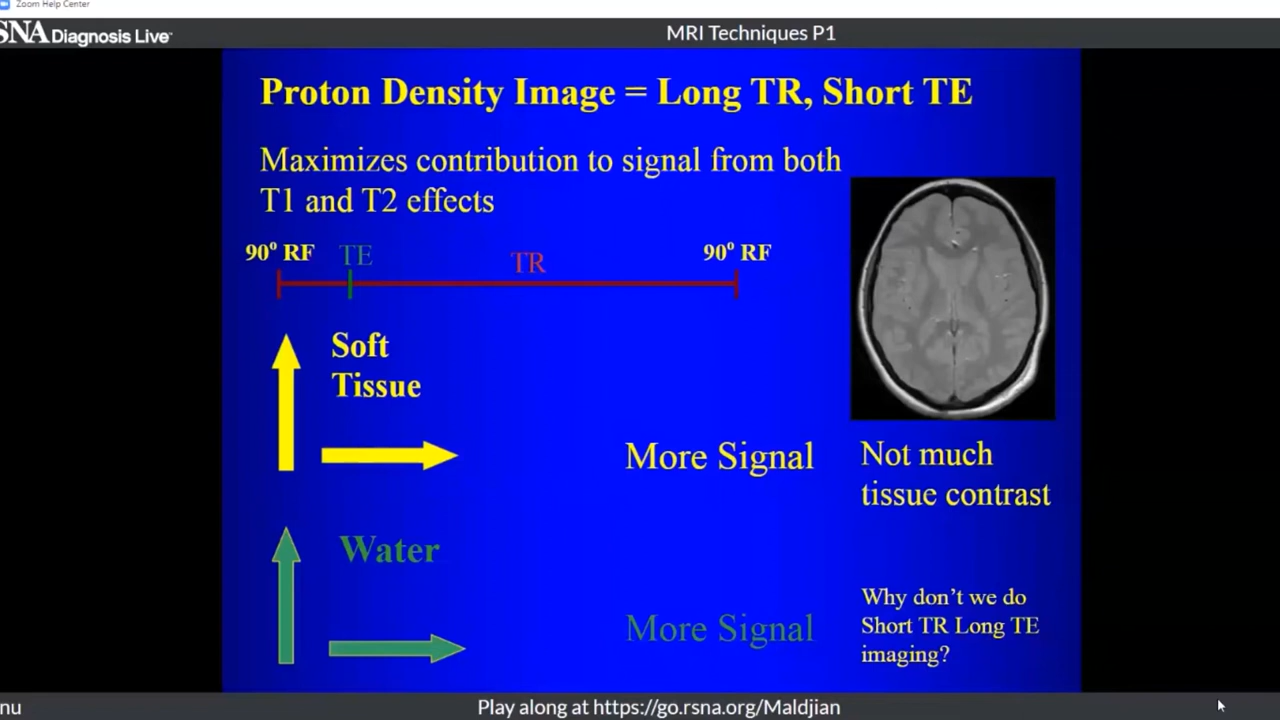 Zoom Help Center
SNA Diagnosis Live™
MRI Techniques P1
Proton Density Image = Long TR, Short TE
Maximizes contribution to signal from both
T1 and T2 effects
90° RF TE TR 90° RF
Soft
Tissue
More Signal
Not much
tissue contrast
Water
More Signal
Why don't we do
Short TR Long TE
imaging?
nu
Play along at https://go.rsna.org/Maldjian